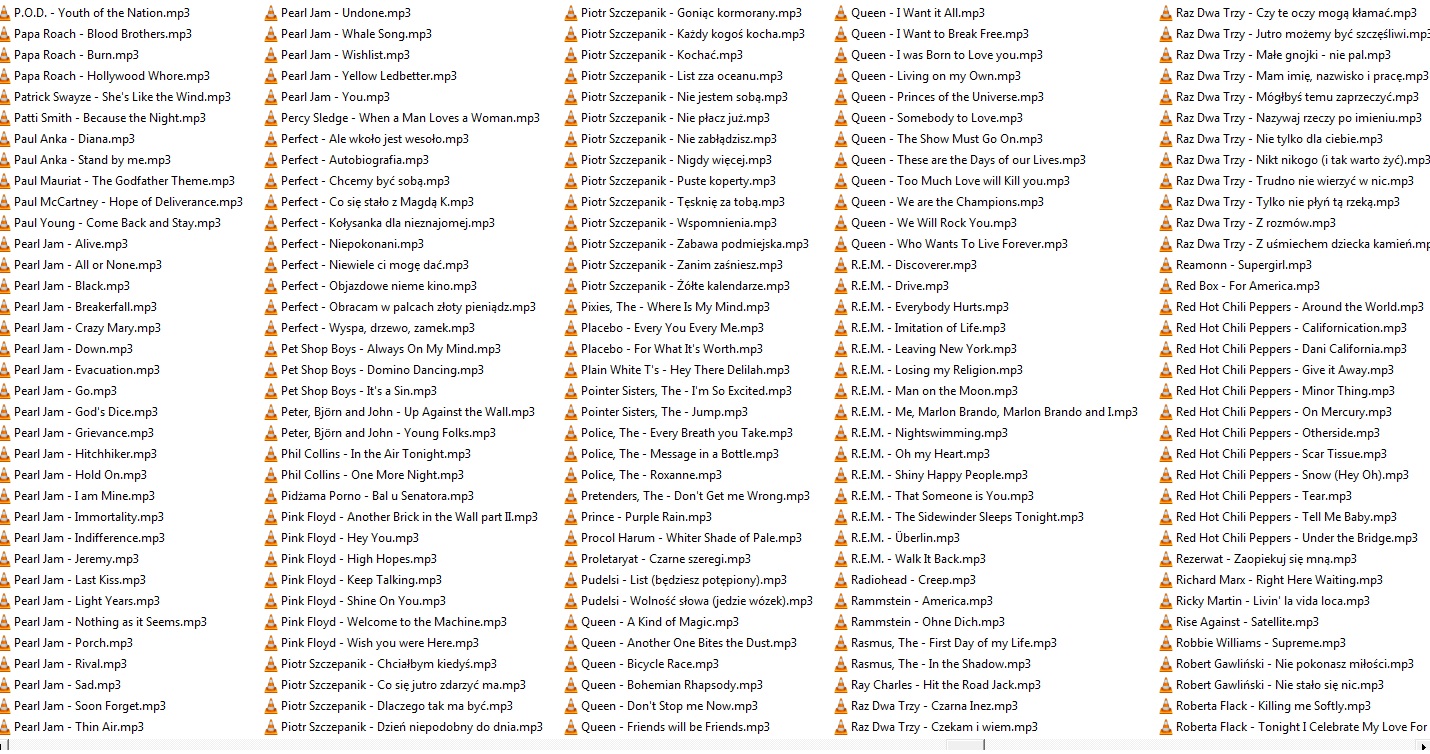 P.O.D. - Youth of the Nation.mp3
Papa Roach - Blood Brothers.mp3
Papa Roach - Burn.mp3
Papa Roach - Hollywood Whore.mp3
Patrick Swayze - She's Like the Wind.mp3
Patti Smith - Because the Night.mp3
Paul Anka - Diana.mp3
Paul Anka - Stand by me.mp3
Paul Mauriat - The Godfather Theme.mp3
Paul McCartney - Hope of Deliverance.mp3
Paul Young - Come Back and Stay.mp3
Pearl Jam - Alive.mp3
Pearl Jam - All or None.mp3
Pearl Jam - Black.mp3
Pearl Jam - Breakerfall.mp3
Pearl Jam - Crazy Mary.mp3
Pearl Jam - Down.mp3
Pearl Jam - Evacuation.mp3
Pearl Jam - Go.mp3
Pearl Jam - God's Dice.mp3
Pearl Jam - Grievance.mp3
Pearl Jam - Hitchhiker.mp3
Pearl Jam - Hold On.mp3
Pearl Jam - I am Mine.mp3
Pearl Jam - Immortality.mp3
Pearl Jam - Indifference.mp3
Pearl Jam - Jeremy.mp3
Pearl Jam - Last Kiss.mp3
Pearl Jam - Light Years.mp3
Pearl Jam - Nothing as it Seems.mp3
Pearl Jam - Porch.mp3
Pearl Jam - Rival.mp3
Pearl Jam - Sad.mp3
Pearl Jam - Soon Forget.mp3
Pearl Jam - Thin Air.mp3
Pearl Jam - Undone.mp3
Pearl Jam - Whale Song.mp3
Pearl Jam - Wishlist.mp3
Pearl Jam - Yellow Ledbetter.mp3
Pearl Jam - You.mp3
Percy Sledge - When a Man Loves a Woman.mp3
Perfect - Ale wkoło jest wesoło.mp3
Perfect - Autobiografia.mp3
Perfect - Chcemy być sobą.mp3
Perfect - Co się stało z Magdą K.mp3
Perfect - Kołysanka dla nieznajomej.mp3
Perfect - Niepokonani.mp3
Perfect - Niewiele ci mogę dać.mp3
Perfect - Objazdowe nieme kino.mp3
Perfect - Obracam w palcach złoty pieniądz.mp3
Perfect - Wyspa, drzewo, zamek.mp3
Pet Shop Boys - Always On My Mind.mp3
Pet Shop Boys - Domino Dancing.mp3
Pet Shop Boys - It's a Sin.mp3
Peter, Björn and John - Up Against the Wall.mp3
Peter, Björn and John - Young Folks.mp3
Phil Collins - In the Air Tonight.mp3
Phil Collins - One More Night.mp3
Pidżama Porno - Bal u Senatora.mp3
Pink Floyd - Another Brick in the Wall part II.mp3
Pink Floyd - Hey You.mp3
Pink Floyd - High Hopes.mp3
Pink Floyd - Keep Talking.mp3
Pink Floyd - Shine On You.mp3
Pink Floyd - Welcome to the Machine.mp3
Pink Floyd - Wish you were Here.mp3
Piotr Szczepanik - Chciałbym kiedyś.mp3
Piotr Szczepanik - Co się jutro zdarzyć ma.mp3
Piotr Szczepanik - Dlaczego tak ma być.mp3
Piotr Szczepanik - Dzień niepodobny do dnia.mp3
Piotr Szczepanik - Goniąc kormorany.mp3
Piotr Szczepanik - Każdy kogoś kocha.mp3
Piotr Szczepanik - Kochać.mp3
Piotr Szczepanik - List zza oceanu.mp3
Piotr Szczepanik - Nie jestem sobą.mp3
Piotr Szczepanik - Nie płacz już.mp3
Piotr Szczepanik - Nie zabłądzisz.mp3
Piotr Szczepanik - Nigdy więcej.mp3
Piotr Szczepanik - Puste koperty.mp3
Piotr Szczepanik - Tęsknię za tobą.mp3
Piotr Szczepanik - Wspomnienia.mp3
Piotr Szczepanik - Zabawa podmiejska.mp3
Piotr Szczepanik - Zanim zaśniesz.mp3
Piotr Szczepanik - Żółte kalendarze.mp3
Pixies, The - Where Is My Mind.mp3
Placebo - Every You Every Me.mp3
Placebo - For What It's Worth.mp3
Plain White T's - Hey There Delilah.mp3
Pointer Sisters, The - I'm So Excited.mp3
Pointer Sisters, The - Jump.mp3
Police, The - Every Breath you Take.mp3
Police, The - Message in a Bottle.mp3
Police, The - Roxanne.mp3
Pretenders, The - Don't Get me Wrong.mp3
Prince - Purple Rain.mp3
Procol Harum - Whiter Shade of Pale.mp3
Proletaryat - Czarne szeregi.mp3
Pudelsi - List (będziesz potępiony).mp3
Pudelsi - Wolność słowa (jedzie wózek).mp3
Queen - A Kind of Magic.mp3
Queen - Another One Bites the Dust.mp3
Queen - Bicycle Race.mp3
Queen - Bohemian Rhapsody.mp3
Queen - Don't Stop me Now.mp3
Queen - Friends will be Friends.mp3
Queen - I Want it All.mp3
Queen - I Want to Break Free.mp3
Queen - I was Born to Love you.mp3
Queen - Living on my Own.mp3
Queen - Princes of the Universe.mp3
Queen - Somebody to Love.mp3
Queen - The Show Must Go On.mp3
Queen - These are the Days of our Lives.mp3
Queen - Too Much Love will Kill you.mp3
Queen - We are the Champions.mp3
Queen - We Will Rock You.mp3
Queen - Who Wants To Live Forever.mp3
R.E.M. - Discoverer.mp3
R.E.M. - Drive.mp3
R.E.M. - Everybody Hurts.mp3
R.E.M. - Imitation of Life.mp3
R.E.M. - Leaving New York.mp3
R.E.M. - Losing my Religion.mp3
R.E.M. - Man on the Moon.mp3
R.E.M. - Me, Marlon Brando, Marlon Brando and I.mp3
R.E.M. - Nightswimming.mp3
R.E.M. - Oh my Heart.mp3
R.E.M. - Shiny Happy People.mp3
R.E.M. - That Someone is You.mp3
R.E.M. - The Sidewinder Sleeps Tonight.mp3
R.E.M. - Überlin.mp3
R.E.M. - Walk It Back.mp3
Radiohead - Creep.mp3
Rammstein - America.mp3
Rammstein - Ohne Dich.mp3
Rasmus, The - First Day of my Life.mp3
Rasmus, The - In the Shadow.mp3
Ray Charles - Hit the Road Jack.mp3
Raz Dwa Trzy - Czarna Inez.mp3
Raz Dwa Trzy - Czekam i wiem.mp3
Raz Dwa Trzy - Czy te oczy mogą kłamać.mp3
Raz Dwa Trzy - Jutro możemy być szczęśliwi.mp3
Raz Dwa Trzy - Małe gnojki - nie pal.mp3
Raz Dwa Trzy - Mam imię, nazwisko i pracę.mp3
Raz Dwa Trzy - Mógłbyś temu zaprzeczyć.mp3
Raz Dwa Trzy - Nazywaj rzeczy po imieniu.mp3
Raz Dwa Trzy - Nie tylko dla ciebie.mp3
Raz Dwa Trzy - Nikt nikogo (i tak warto żyć).mp3
Raz Dwa Trzy - Trudno nie wierzyć w nic.mp3
Raz Dwa Trzy - Tylko nie płyń tą rzeką.mp3
Raz Dwa Trzy - Z rozmów.mp3
Raz Dwa Trzy - Z uśmiechem dziecka kamień.mp
Reamonn - Supergirl.mp3
Red Box - For America.mp3
Red Hot Chili Peppers - Around the World.mp3
Red Hot Chili Peppers - Californication.mp3
Red Hot Chili Peppers - Dani California.mp3
Red Hot Chili Peppers - Give it Away.mp3
Red Hot Chili Peppers - Minor Thing.mp3
Red Hot Chili Peppers - On Mercury.mp3
Red Hot Chili Peppers - Otherside.mp3
Red Hot Chili Peppers - Scar Tissue.mp3
Red Hot Chili Peppers - Snow (Hey Oh).mp3
Red Hot Chili Peppers - Tear.mp3
Red Hot Chili Peppers - Tell Me Baby.mp3
Red Hot Chili Peppers - Under the Bridge.mp3
Rezerwat - Zaopiekuj się mną.mp3
Richard Marx - Right Here Waiting.mp3
Ricky Martin - Livin' la vida loca.mp3
Rise Against - Satellite.mp3
Robbie Williams - Supreme.mp3
Robert Gawliński - Nie pokonasz miłości.mp3
Robert Gawliński - Nie stało się nic.mp3
Roberta Flack - Killing me Softly.mp3
Roberta Flack - Tonight I Celebrate My Love For